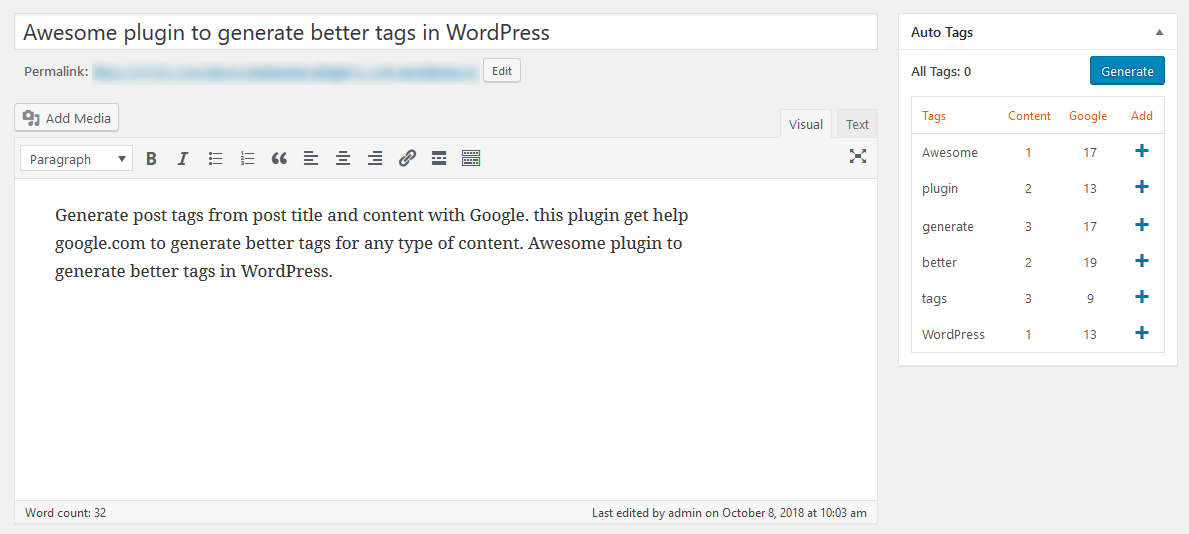 Awesome plugin to generate better tags in WordPress
Permalink:
Edit
Add Media
Visual Text
Paragraph B I
Generate post tags from post title and content with Google. this plugin get help
google.com to generate better tags for any type of content. Awesome plugin to
generate better tags in WordPress.
Word count: 32
Last edited by admin on October 8, 2018 at 10:03 am
Auto Tags
All Tags: 0 Generate
Tags Content Google Add
Awesome 1 17
plugin 2 13
generate 3 17
better 2 19
tags 3 9
WordPress 1 13